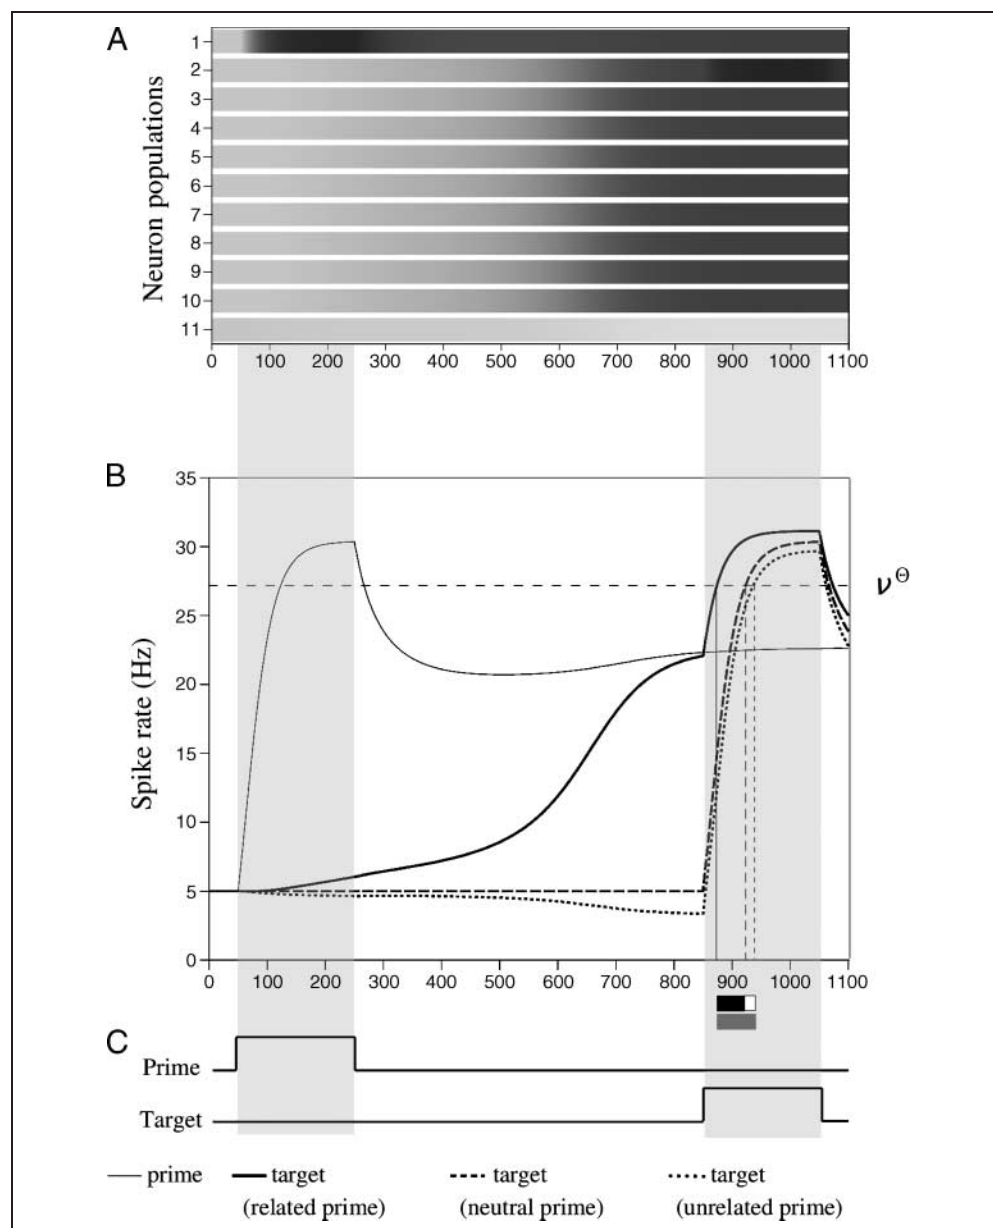 A
Neuron populations
1
2
3
4
5
6
7
8
9
10
11
0 100 200 300 400 500 600 700 800 900 1000 1100
B
Spike rate (Hz)
35
30
25
20
15
10
5
0
νΘ
0 100 200 300 400 500 600 700 800 900 1000 1100
C
Prime
Target
prime target target target
(related prime) (neutral prime) (unrelated prime)